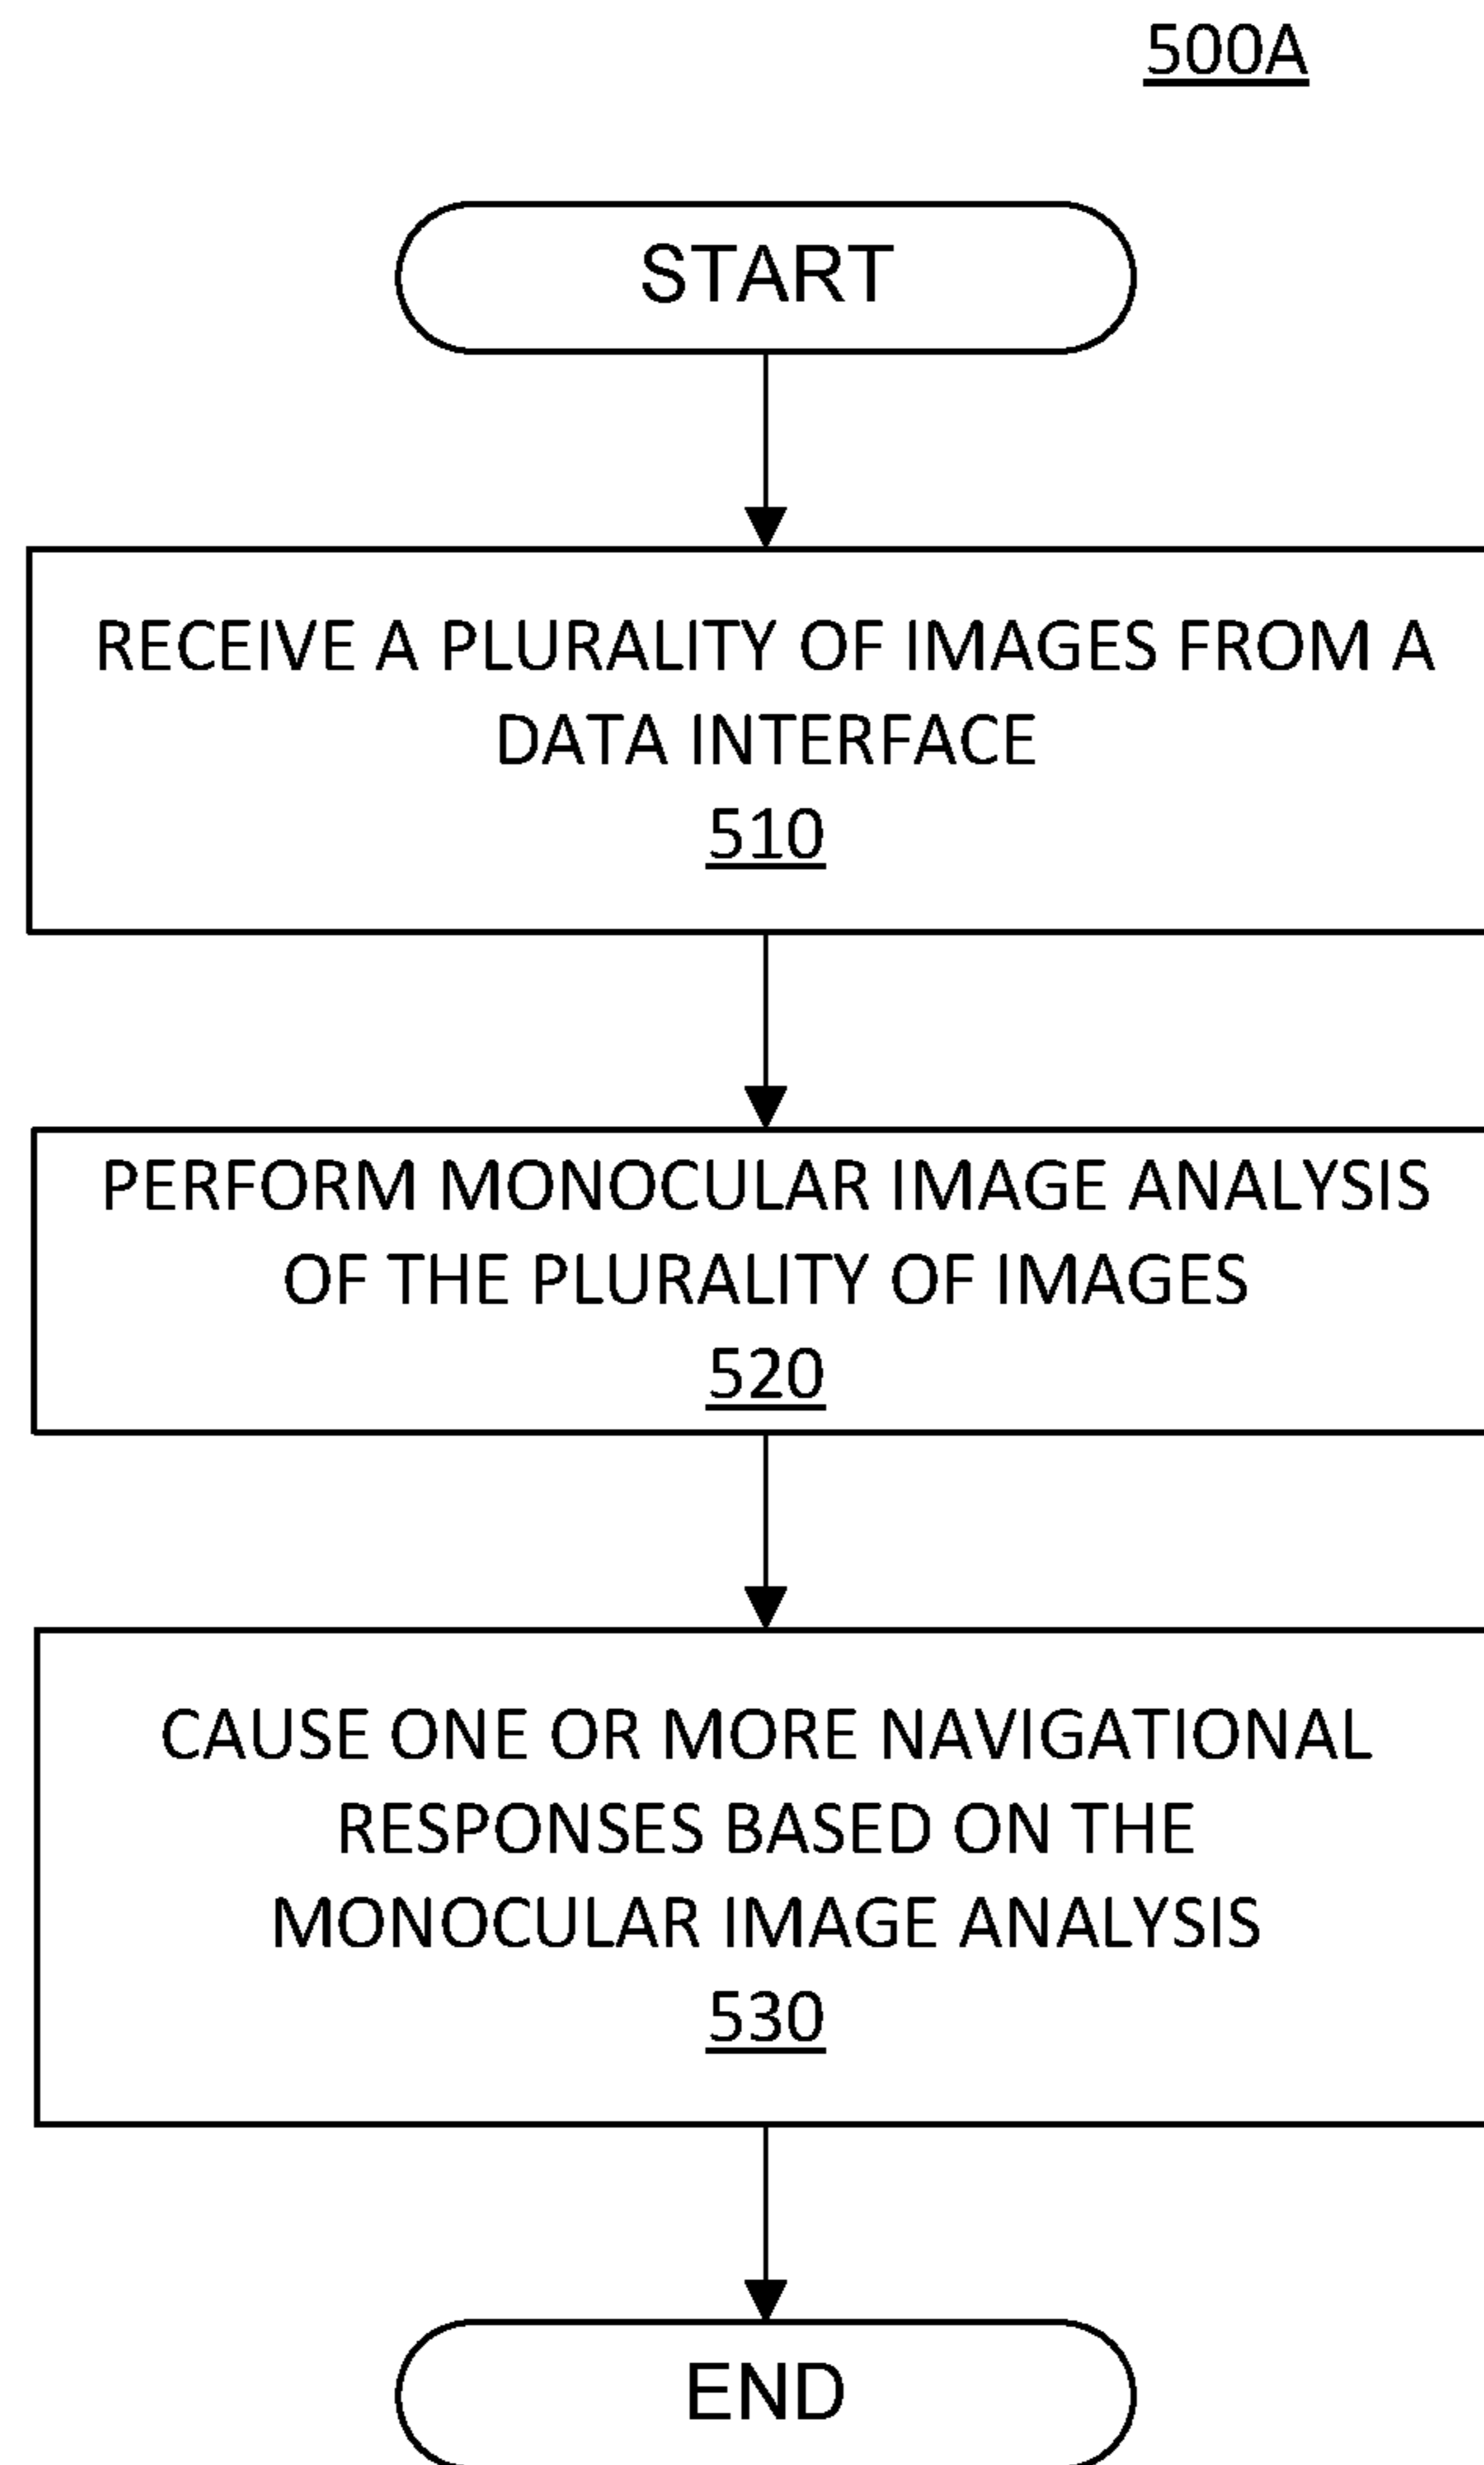 500A
START
RECEIVE A PLURALITY OF IMAGES FROM A
DATA INTERFACE
510
PERFORM MONOCULAR IMAGE ANALYSIS
OF THE PLURALITY OF IMAGES
520
CAUSE ONE OR MORE NAVIGATIONAL
RESPONSES BASED ON THE
MONOCULAR IMAGE ANALYSIS
530
END